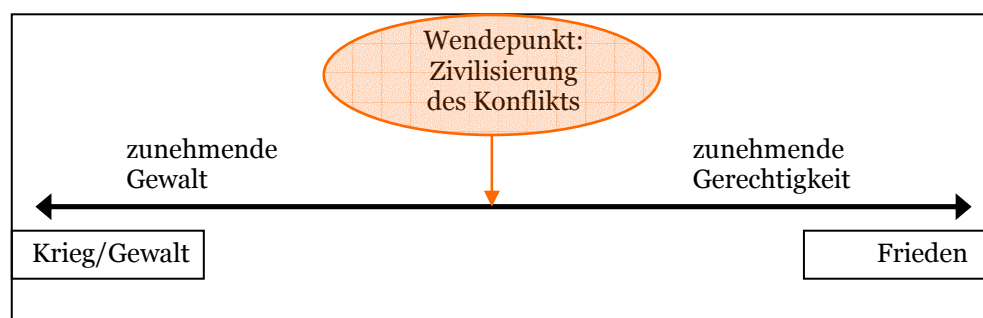 Wendepunkt:
Zivilisierung
des Konflikts
zunehmende
Gewalt
zunehmende
Gerechtigkeit
Krieg/Gewalt
Frieden